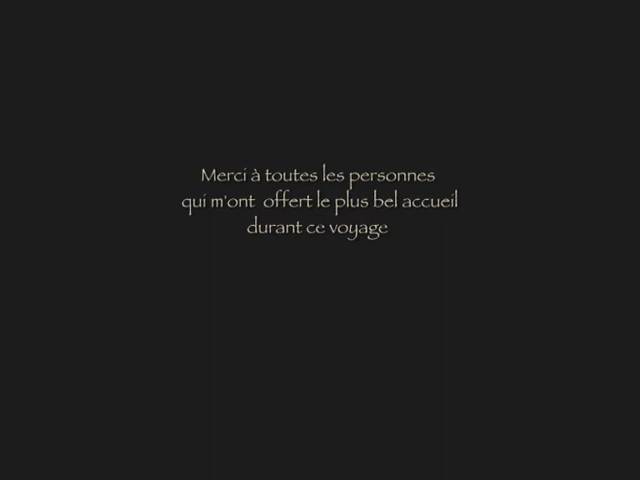 Merci à toutes les personnes
qui m'ont offert le plus bel accueil
durant ce voyage